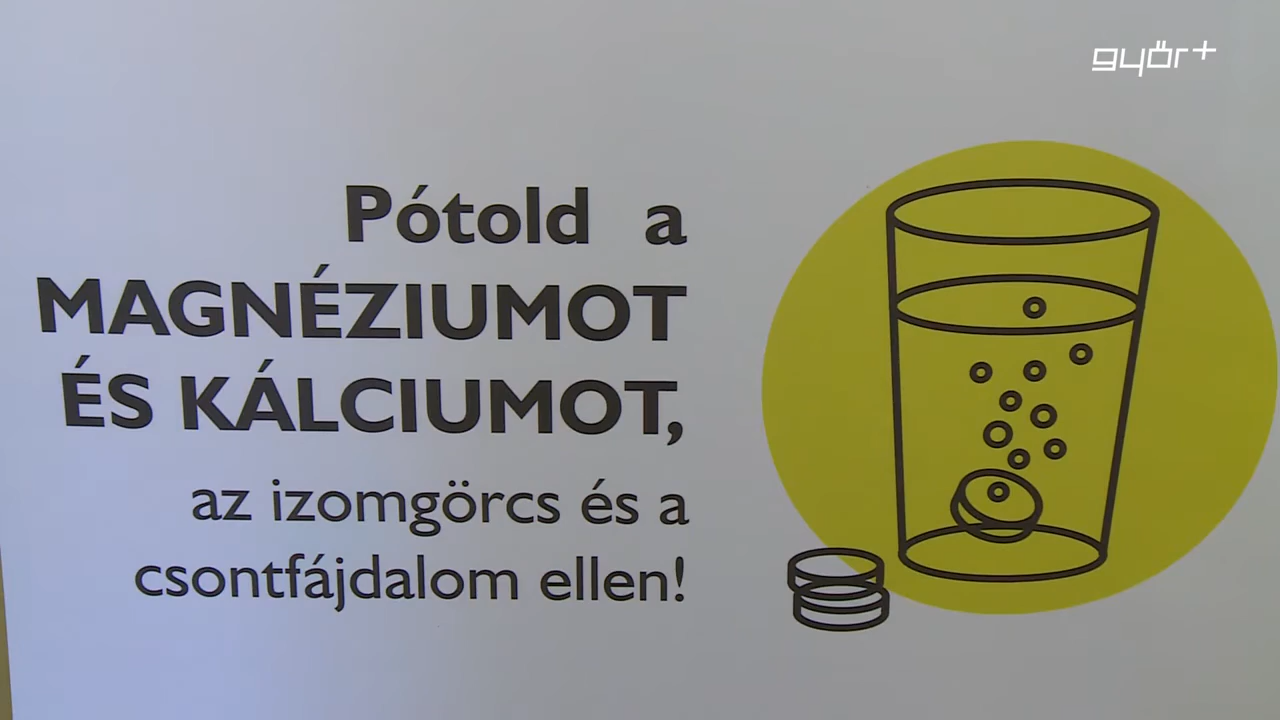 győr+
Pótold a
MAGNÉZIUMOT
ÉS KÁLCIUMOT,
az izomgörcs és a
csontfájdalom ellen!